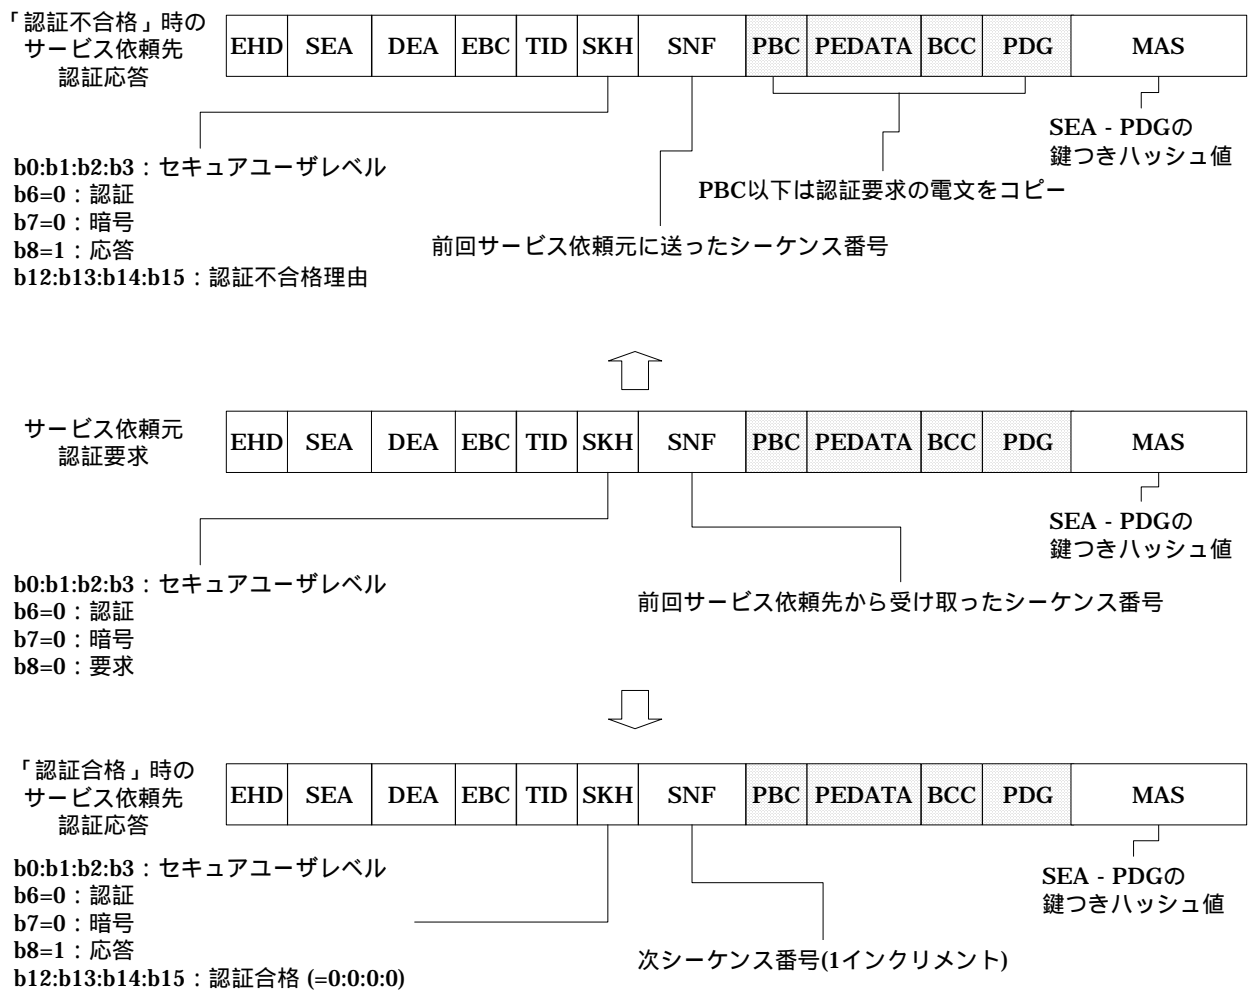 「認証不合格」時の
サービス依頼先
認証応答
EHD SEA DEA EBC TID SKH SNF PBC PEDATA BCC PDG MAS
SEA - PDGの
鍵つきハッシュ値
b0:b1:b2:b3：セキュアユーザレベル
b6=0：認証
b7=0：暗号
b8=1：応答
b12:b13:b14:b15：認証不合格理由
PBC以下は認証要求の電文をコピー
前回サービス依頼元に送ったシーケンス番号
サービス依頼元
認証要求
EHD SEA DEA EBC TID SKH SNF PBC PEDATA BCC PDG MAS
SEA - PDGの
鍵つきハッシュ値
b0:b1:b2:b3：セキュアユーザレベル
b6=0：認証
b7=0：暗号
b8=0：要求
前回サービス依頼先から受け取ったシーケンス番号
「認証合格」時の
サービス依頼先
認証応答
EHD SEA DEA EBC TID SKH SNF PBC PEDATA BCC PDG MAS
b0:b1:b2:b3：セキュアユーザレベル
b6=0：認証
b7=0：暗号
b8=1：応答
b12:b13:b14:b15：認証合格 (=0:0:0:0)
SEA - PDGの
鍵つきハッシュ値
次シーケンス番号(1インクリメント)